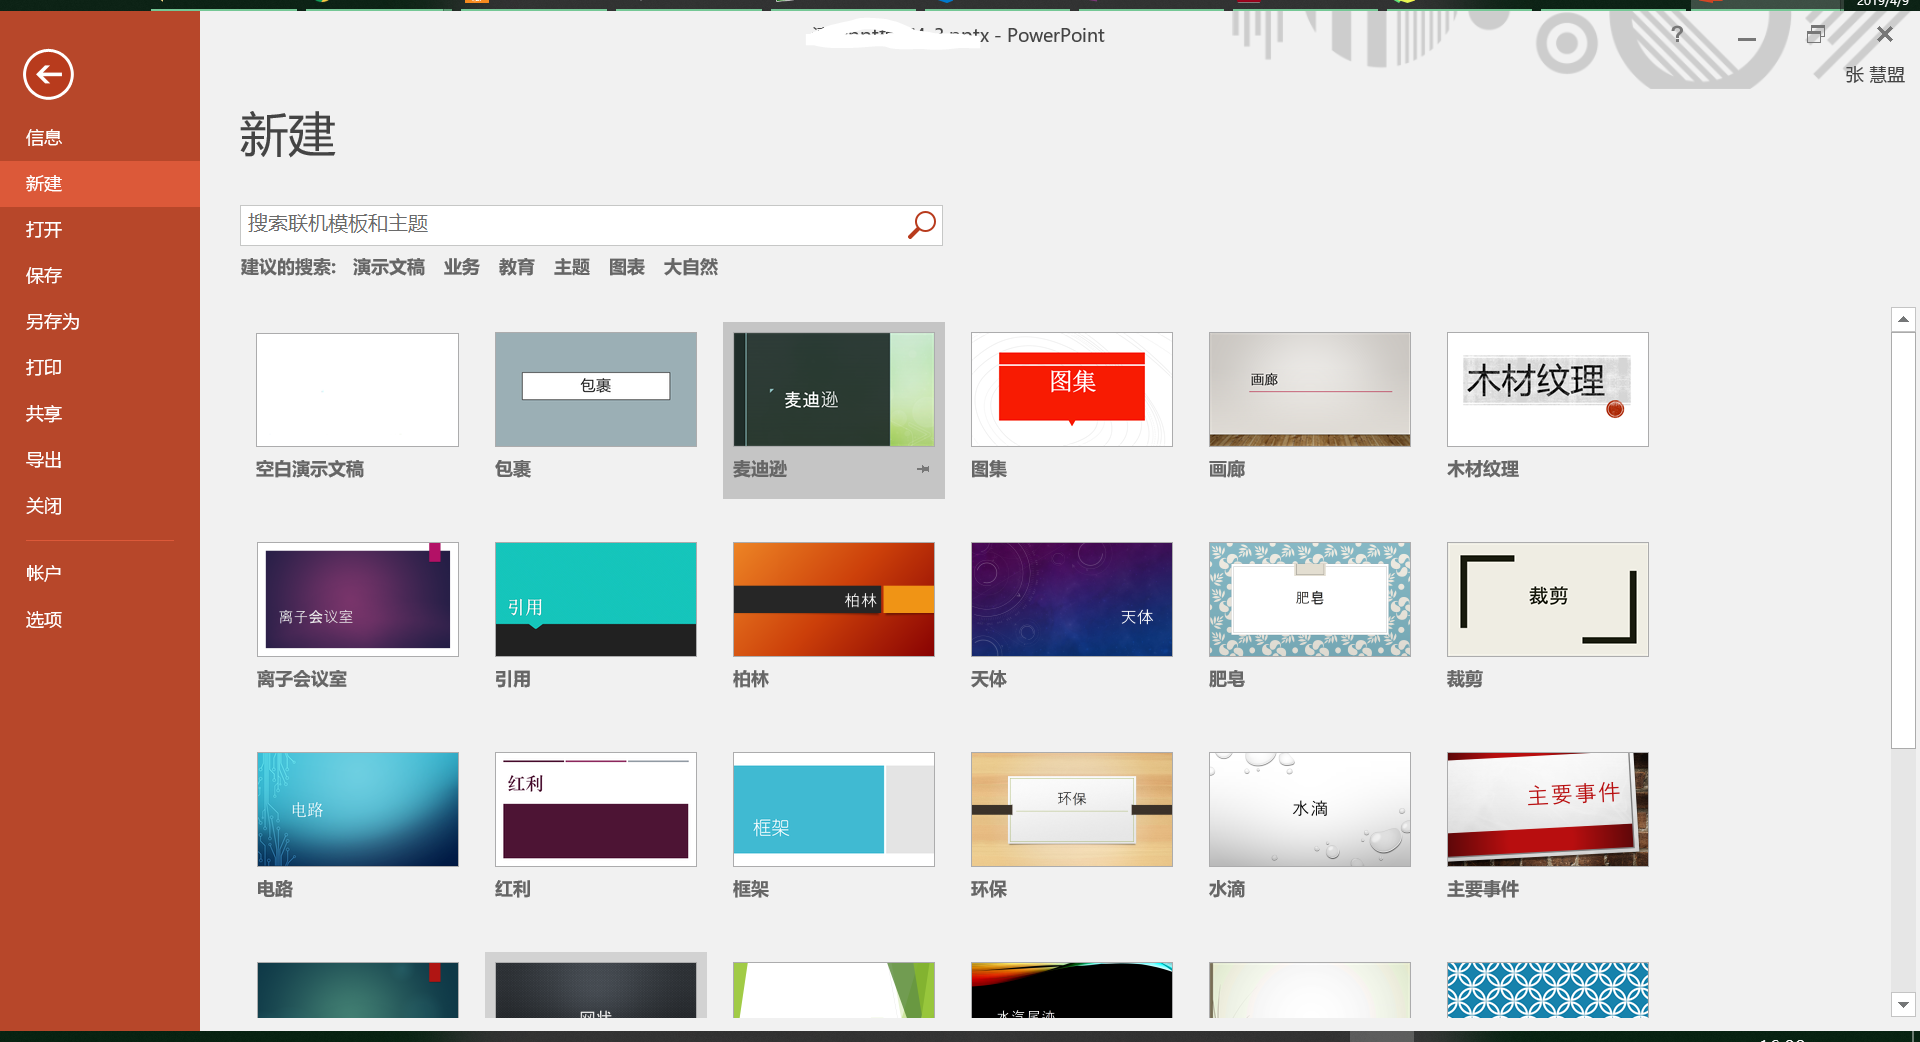 2019/4/9
x - PowerPoint
?
张 慧盟
信息
新建
打开
保存
另存为
打印
共享
导出
关闭
帐户
选项
新建
搜索联机模板和主题
建议的搜索: 演示文稿 业务 教育 主题 图表 大自然
包裹
麦迪逊
图集
画廊
木材纹理
空白演示文稿
包裹
麦迪逊
图集
画廊
木材纹理
离子会议室
引用
柏林
天体
肥皂
裁剪
离子会议室
引用
柏林
天体
肥皂
裁剪
电路
红利
框架
环保
水滴
主要事件
电路
红利
框架
环保
水滴
主要事件
网状
水汽尾迹